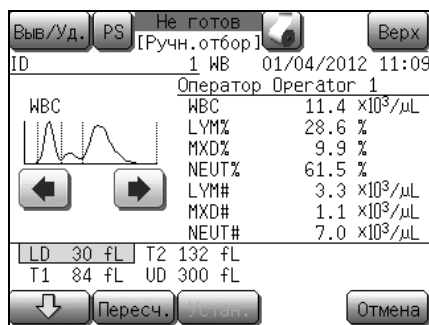 Выв/Уд. PS Не готов Верх
[Ручн.отбор]
ID 1 WB 01/04/2012 11:09
Оператор Operator 1
WBC
WBC 11.4 ×10³/µL
LYM% 28.6 %
MXD% 9.9 %
NEUT% 61.5 %
LYM# 3.3 ×10³/µL
MXD# 1.1 ×10³/µL
NEUT# 7.0 ×10³/µL
LD 30 fL T2 132 fL
T1 84 fL UD 300 fL
Пересч. Устан. Отмена